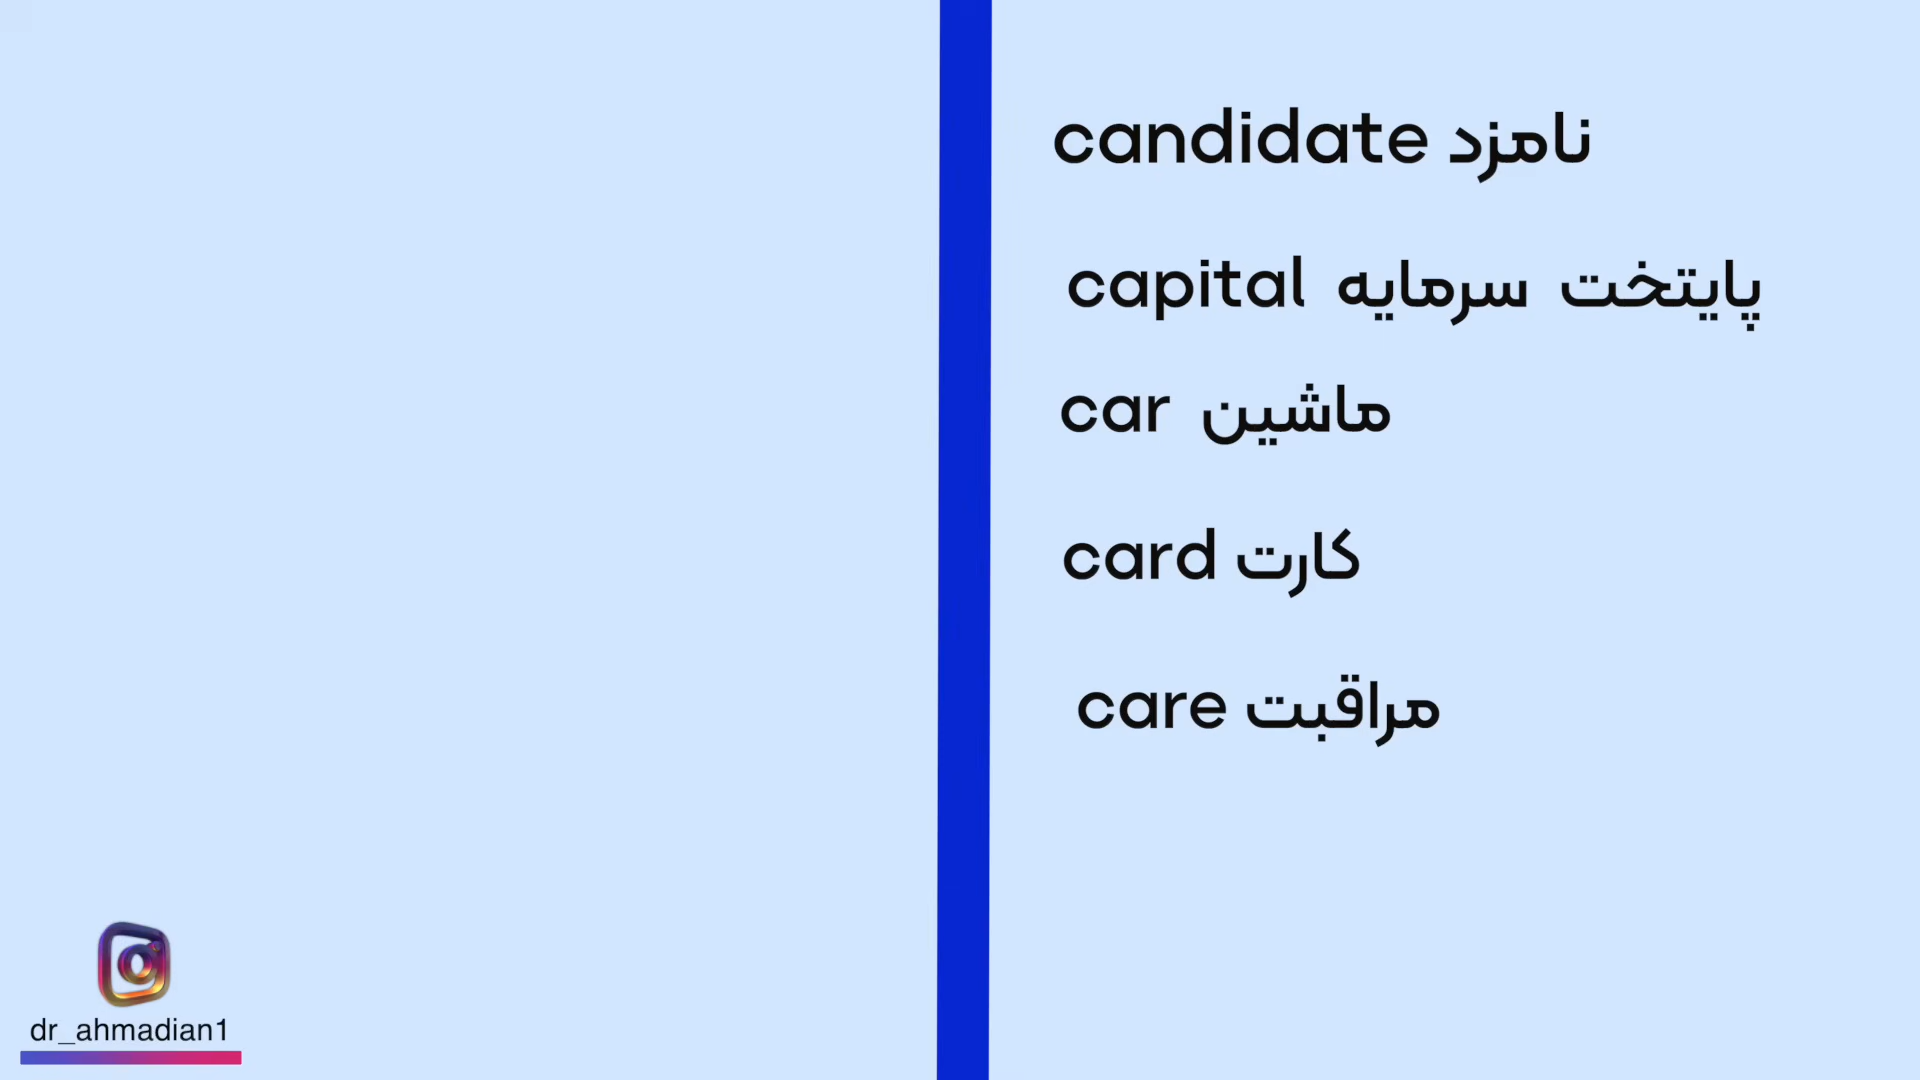 candidate نامزد
capital سرمایه پایتخت
car ماشین
card کارت
care مراقبت
dr_ahmadian1